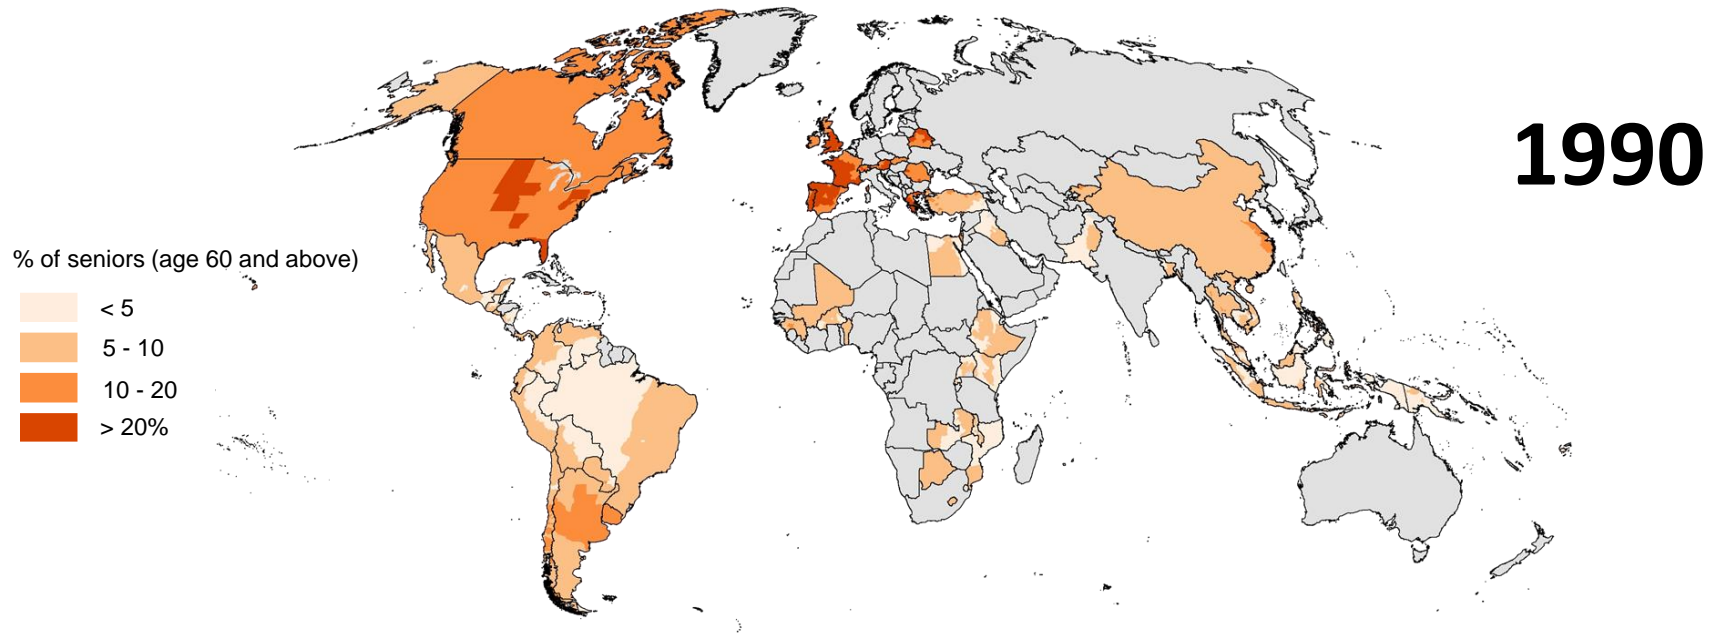 1990
% of seniors (age 60 and above)
< 5
5 - 10
10 - 20
> 20%